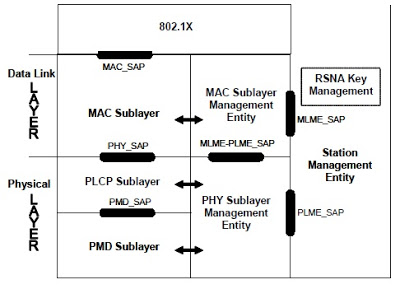 802.1X
MAC_SAP
Data Link
LAYER
MAC Sublayer
MAC Sublayer
Management
Entity
RSNA Key
Management
MLME_SAP
PHY_SAP
MLME-PLME_SAP
Station
Management
Entity
Physical
LAYER
PLCP Sublayer
PMD_SAP
PHY Sublayer
Management
Entity
PLME_SAP
PMD Sublayer